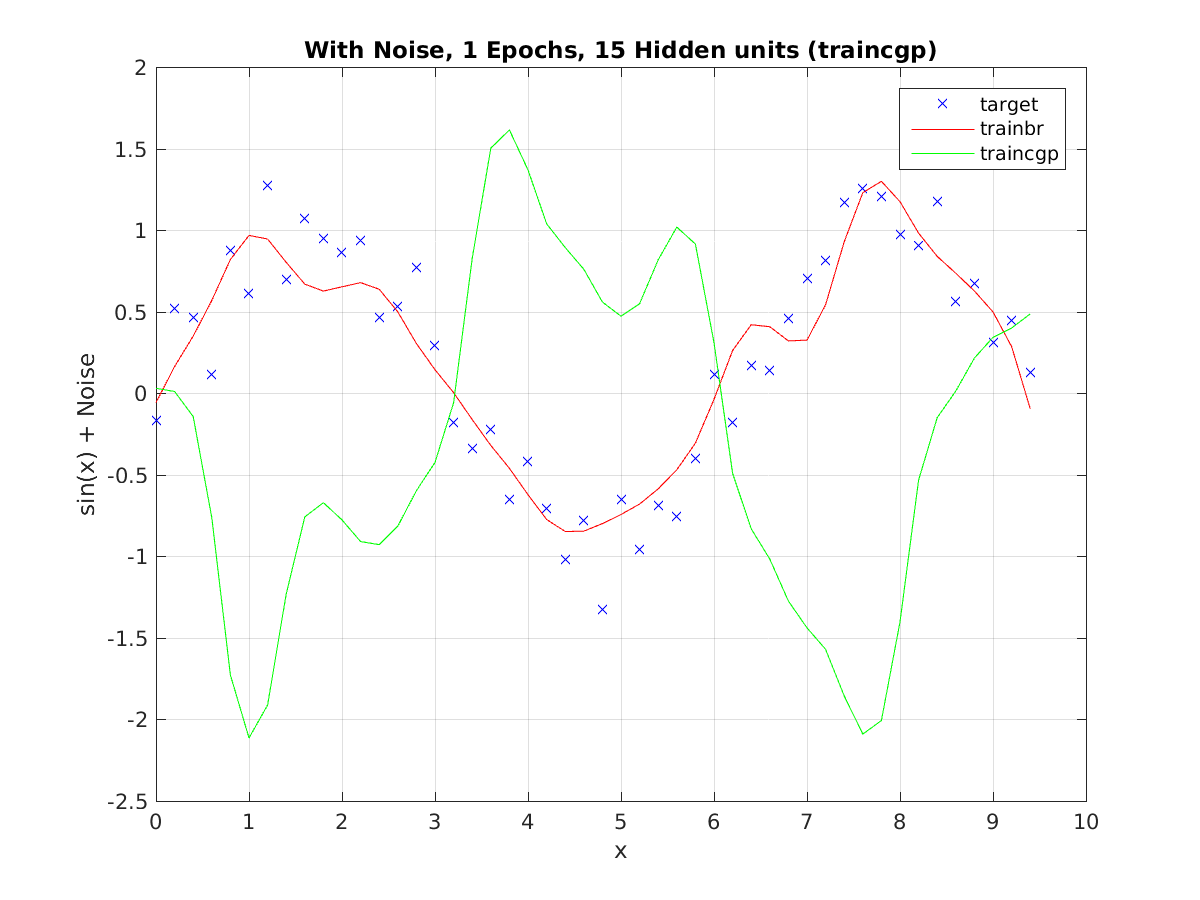 With Noise, 1 Epochs, 15 Hidden units (traincgp)
target
trainbr
traincgp
sin(x) + Noise
2
1.5
1
0.5
0
-0.5
-1
-1.5
-2
-2.5
0 1 2 3 4 5 6 7 8 9 10
x